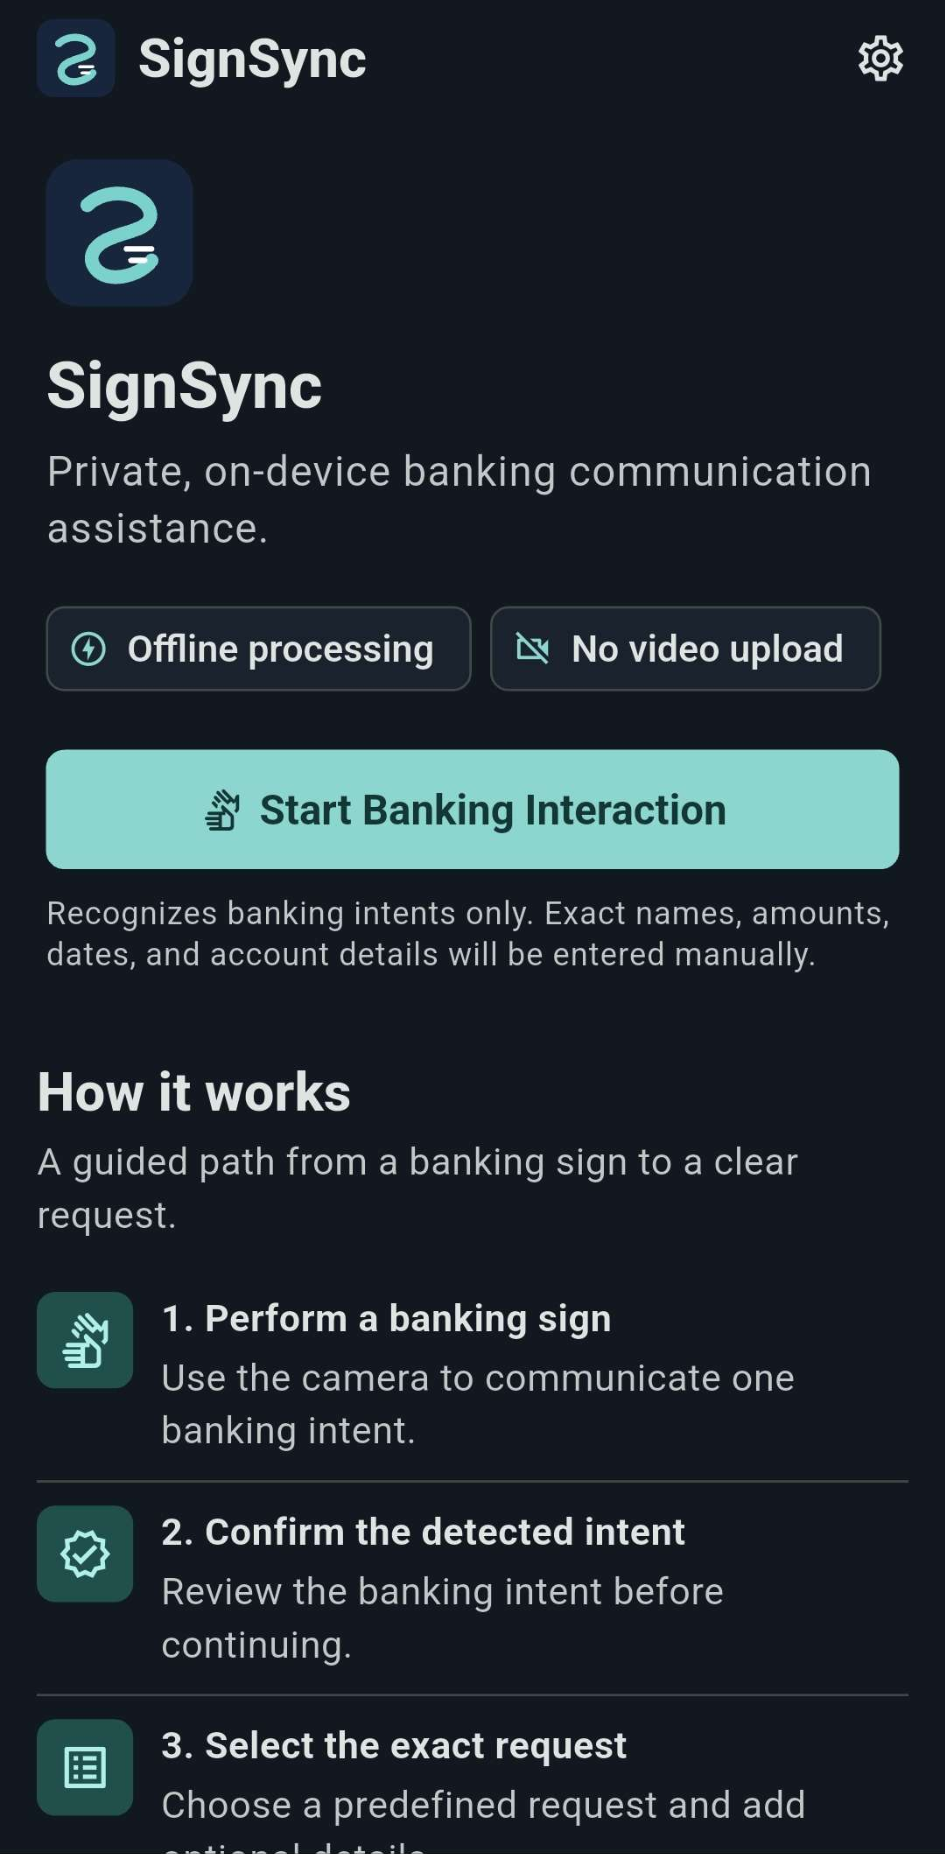 SignSync
SignSync
Private, on-device banking communication
assistance.
Offline processing
No video upload
Start Banking Interaction
Recognizes banking intents only. Exact names, amounts,
dates, and account details will be entered manually.
How it works
A guided path from a banking sign to a clear
request.
1. Perform a banking sign
Use the camera to communicate one
banking intent.
2. Confirm the detected intent
Review the banking intent before
continuing.
3. Select the exact request
Choose a predefined request and add
optional details.